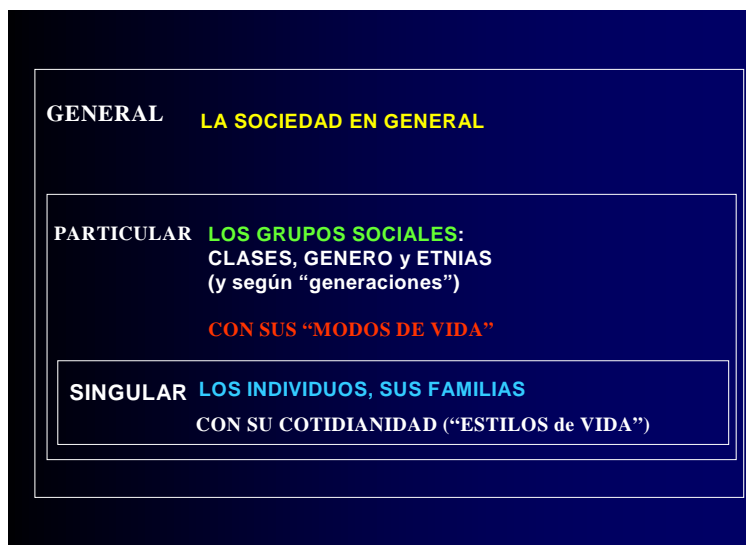 GENERAL LA SOCIEDAD EN GENERAL
PARTICULAR LOS GRUPOS SOCIALES:
CLASES, GENERO y ETNIAS
(y según “generaciones”)
CON SUS “MODOS DE VIDA”
SINGULAR LOS INDIVIDUOS, SUS FAMILIAS
CON SU COTIDIANIDAD (“ESTILOS de VIDA”)